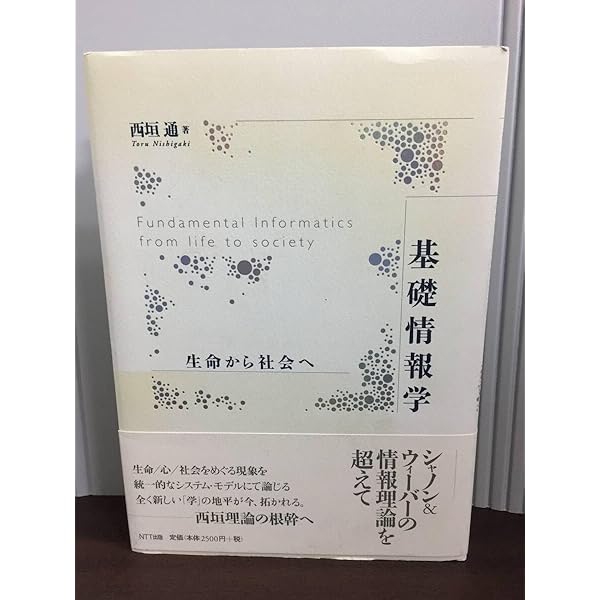 西垣 通 著
Toru Nishigaki
Fundamental Informatics
from life to society
基礎情報学
生命から社会へ
シャノン&
ウィーバーの
情報理論を
超えて
生命/心/社会をめぐる現象を
統一的なシステム・モデルにて論じる
全く新しい「学」の地平が今、拓かれる。
西垣理論の根幹へ
NTT出版 定価(本体2500円+税)